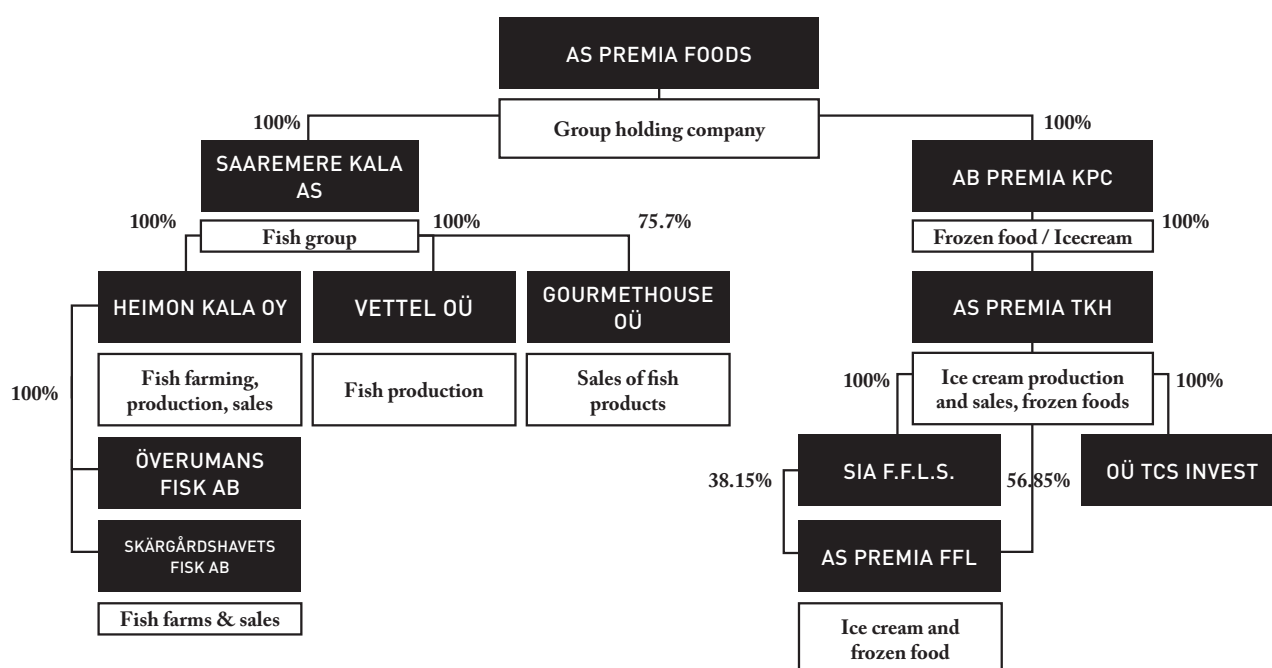 AS PREMIA FOODS
Group holding company
100%
100%
SAAREMERE KALA
AS
AB PREMIA KPC
100%
Fish group
100%
75.7%
Frozen food / Icecream
100%
HEIMON KALA OY
VETTEL OÜ
GOURMETHOUSE
OÜ
AS PREMIA TKH
100%
Fish farming,
production, sales
Fish production
Sales of fish
products
100%
Ice cream production
and sales, frozen foods
100%
ÖVERUMANS
FISK AB
38.15%
SIA F.F.L.S.
56.85%
OÜ TCS INVEST
SKÄRGÅRDSHAVETS
FISK AB
AS PREMIA FFL
Fish farms & sales
Ice cream and
frozen food